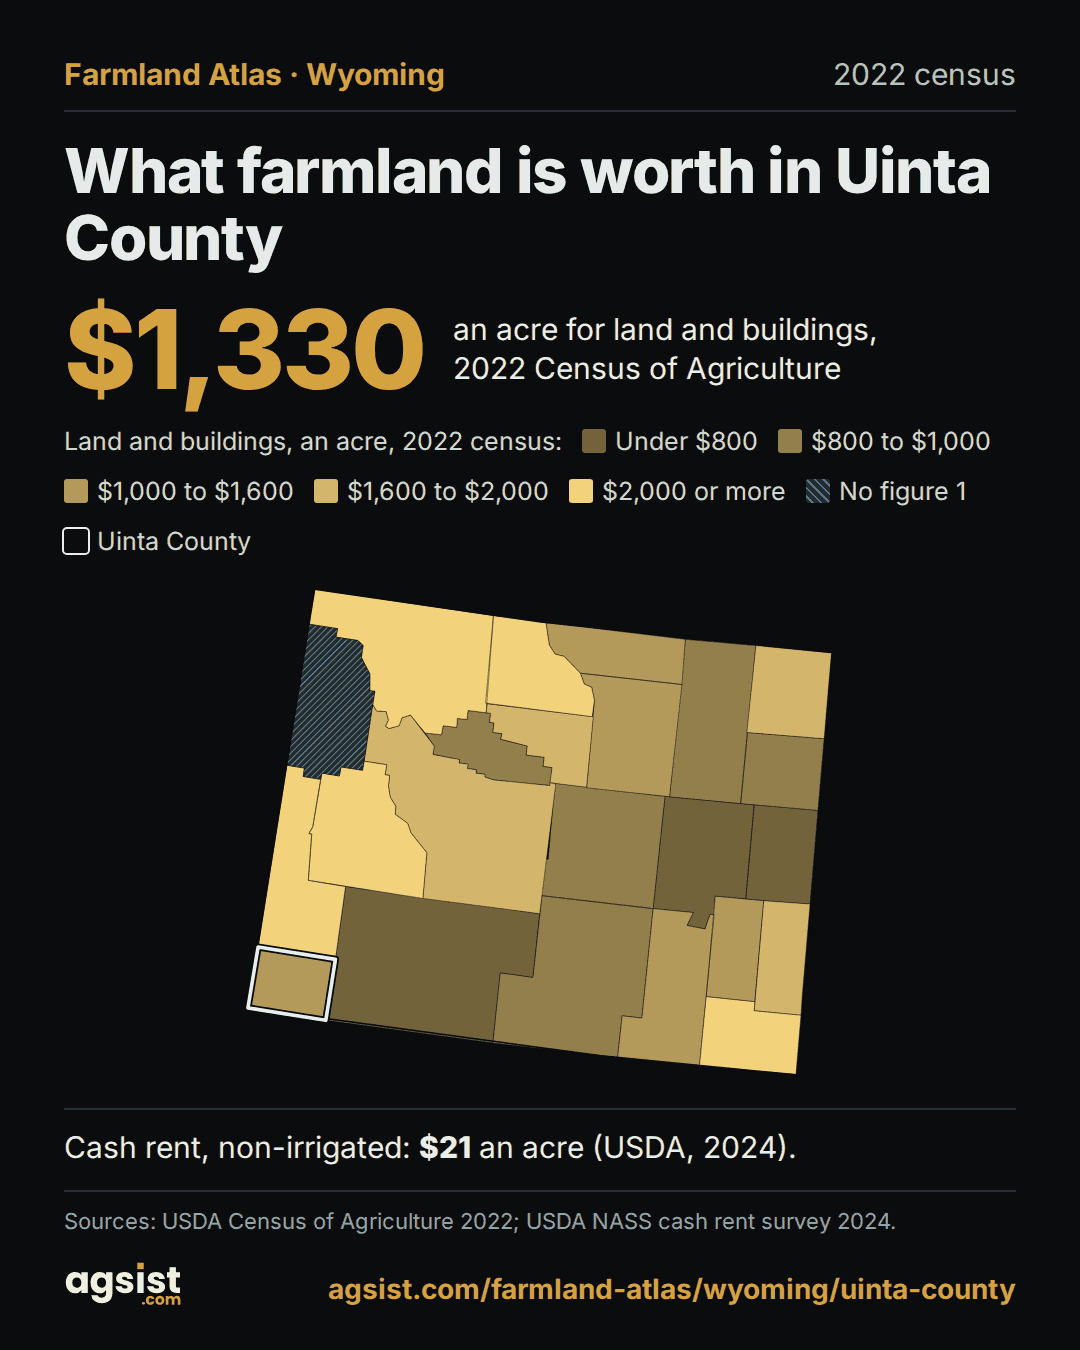 Farmland Atlas · Wyoming
2022 census
What farmland is worth in Uinta
County
$1,330
an acre for land and buildings,
2022 Census of Agriculture
Land and buildings, an acre, 2022 census: Under $800 $800 to $1,000
$1,000 to $1,600 $1,600 to $2,000 $2,000 or more No figure 1
Uinta County
Cash rent, non-irrigated: $21 an acre (USDA, 2024).
Sources: USDA Census of Agriculture 2022; USDA NASS cash rent survey 2024.
agsist
.com
agsist.com/farmland-atlas/wyoming/uinta-county